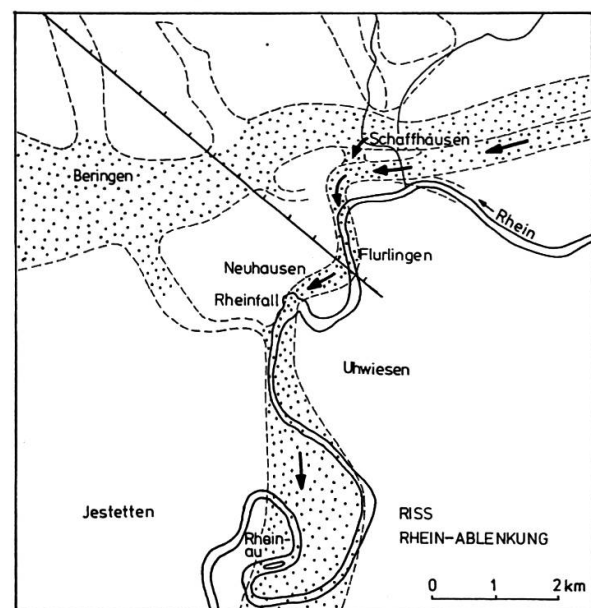 Schaffhausen
Beringen
Rhein
Flurlingen
Neuhausen
Rheinfall
Uhwiesen
Jestetten
RISS
RHEIN-ABLENKUNG
Rhein-
au
0 1 2 km